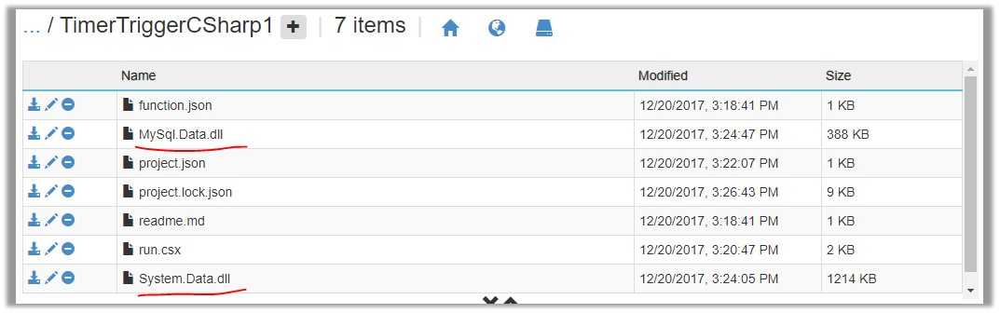 ... / TimerTriggerCSharp1 + | 7 items |
Name Modified Size
function.json 12/20/2017, 3:18:41 PM 1 KB
MySql.Data.dll 12/20/2017, 3:24:47 PM 388 KB
project.json 12/20/2017, 3:22:07 PM 1 KB
project.lock.json 12/20/2017, 3:26:43 PM 9 KB
readme.md 12/20/2017, 3:18:41 PM 1 KB
run.csx 12/20/2017, 3:20:47 PM 2 KB
System.Data.dll 12/20/2017, 3:24:05 PM 1214 KB